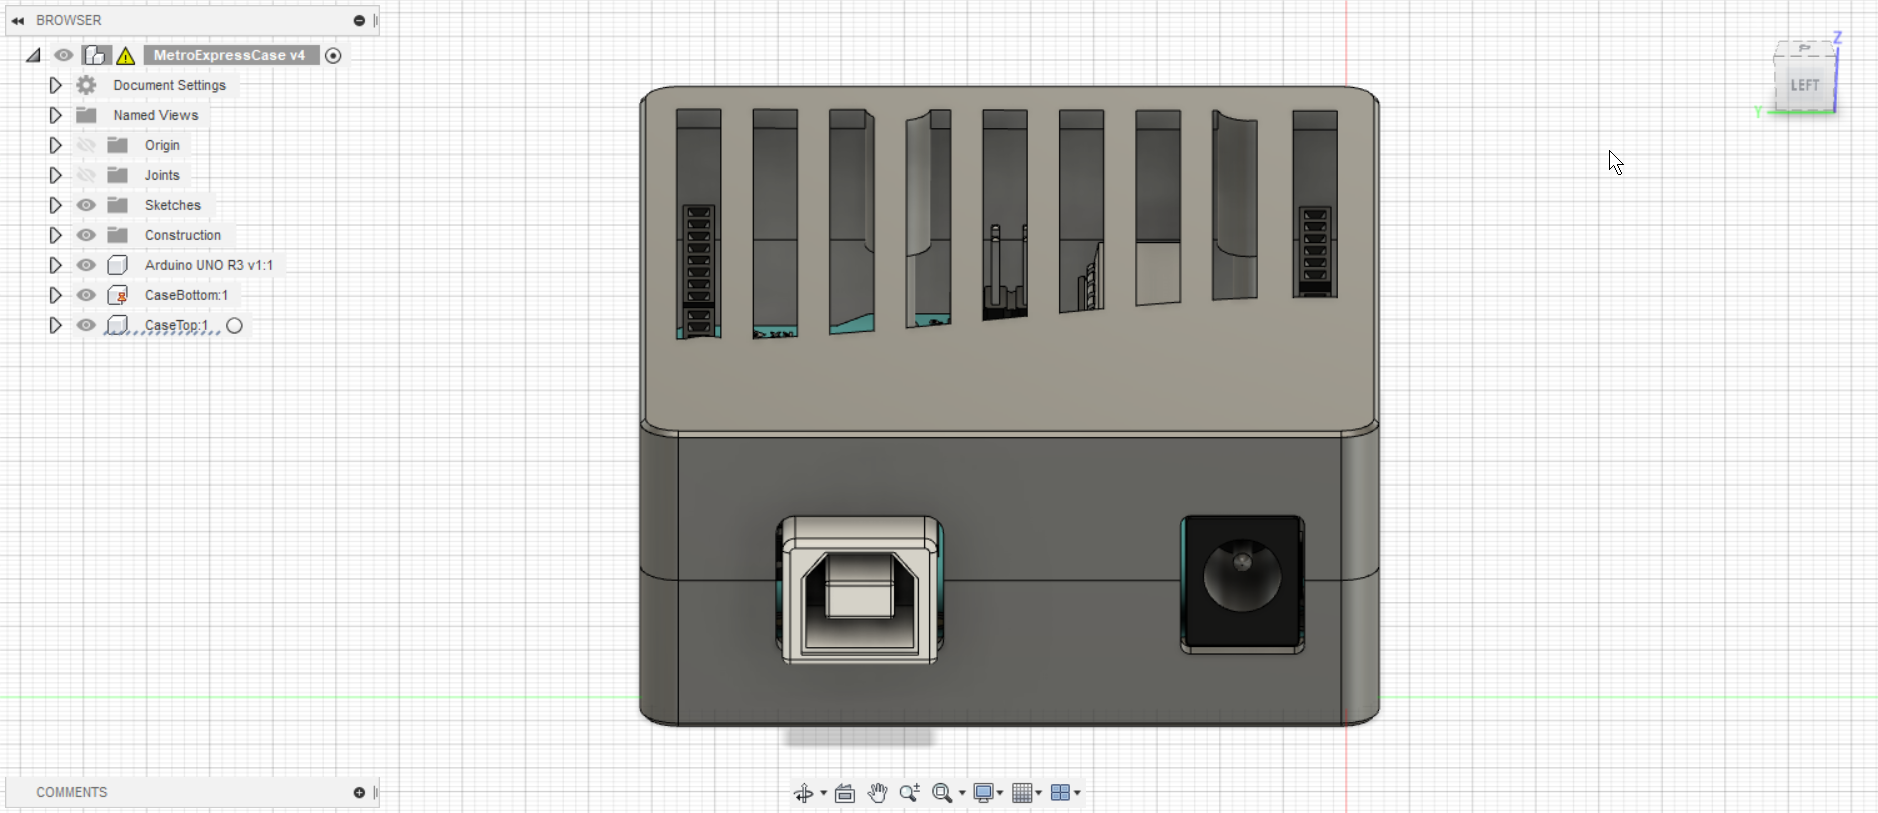 BROWSER
MetroExpressCase v4
Document Settings
Named Views
Origin
Joints
Sketches
Construction
Arduino UNO R3 v1:1
CaseBottom:1
CaseTop:1
Z
LEFT
Y
COMMENTS